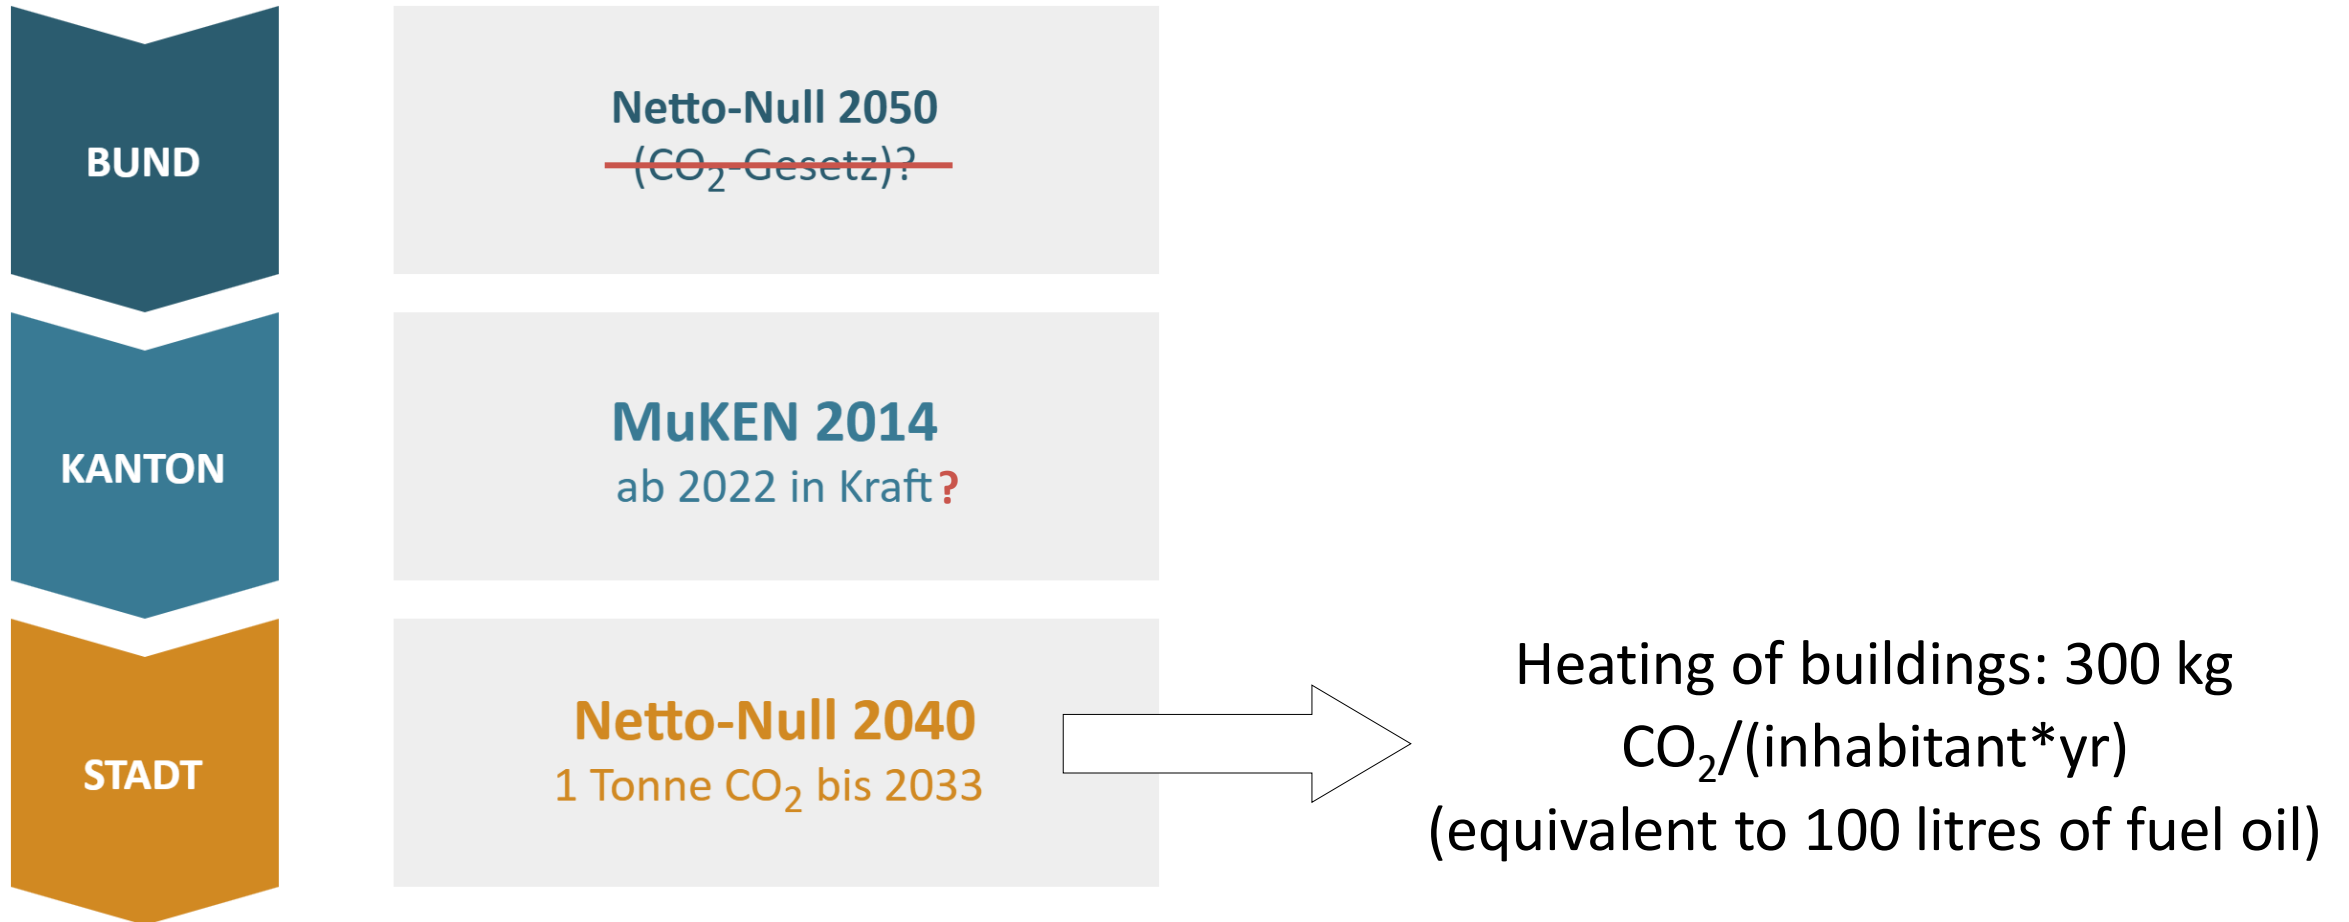 BUND
Netto-Null 2050
(CO₂-Gesetz)?
KANTON
MuKEN 2014
ab 2022 in Kraft?
STADT
Netto-Null 2040
1 Tonne CO₂ bis 2033
Heating of buildings: 300 kg
CO₂/(inhabitant*yr)
(equivalent to 100 litres of fuel oil)